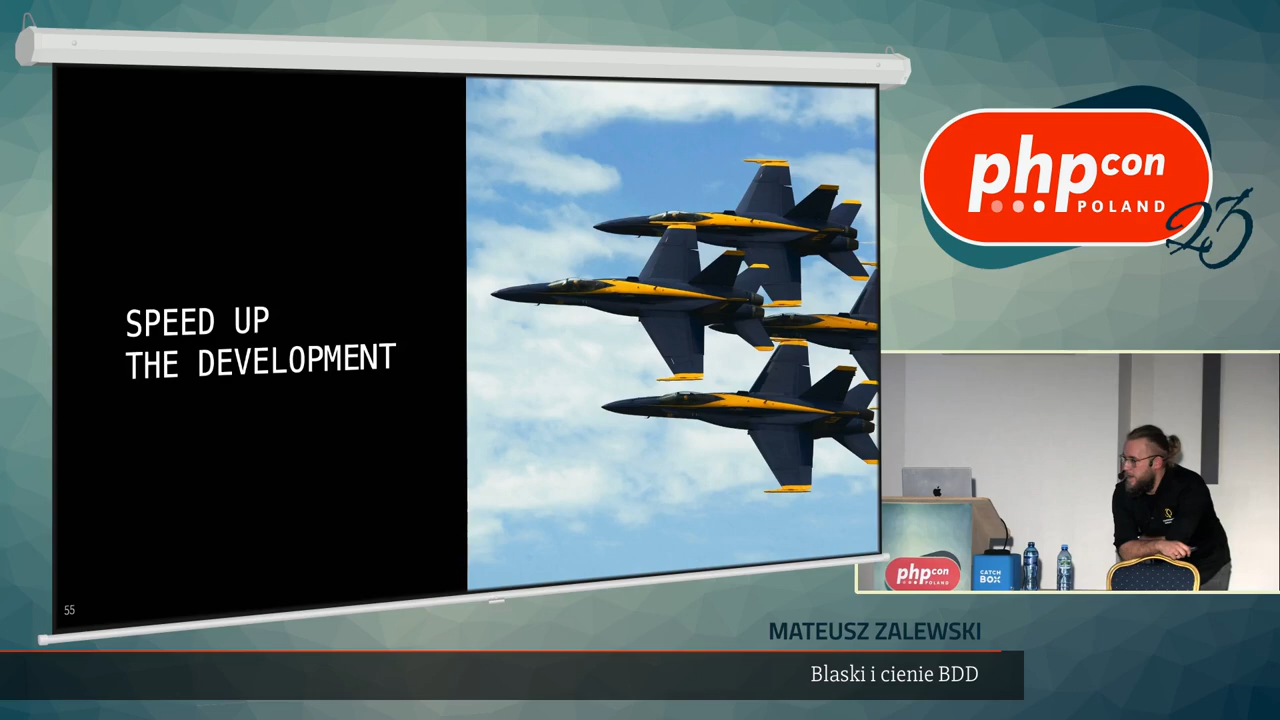 SPEED UP
THE DEVELOPMENT
55
php con
POLAND
23
php con
POLAND
CATCH
BOX
MATEUSZ ZALEWSKI
Blaski i cienie BDD